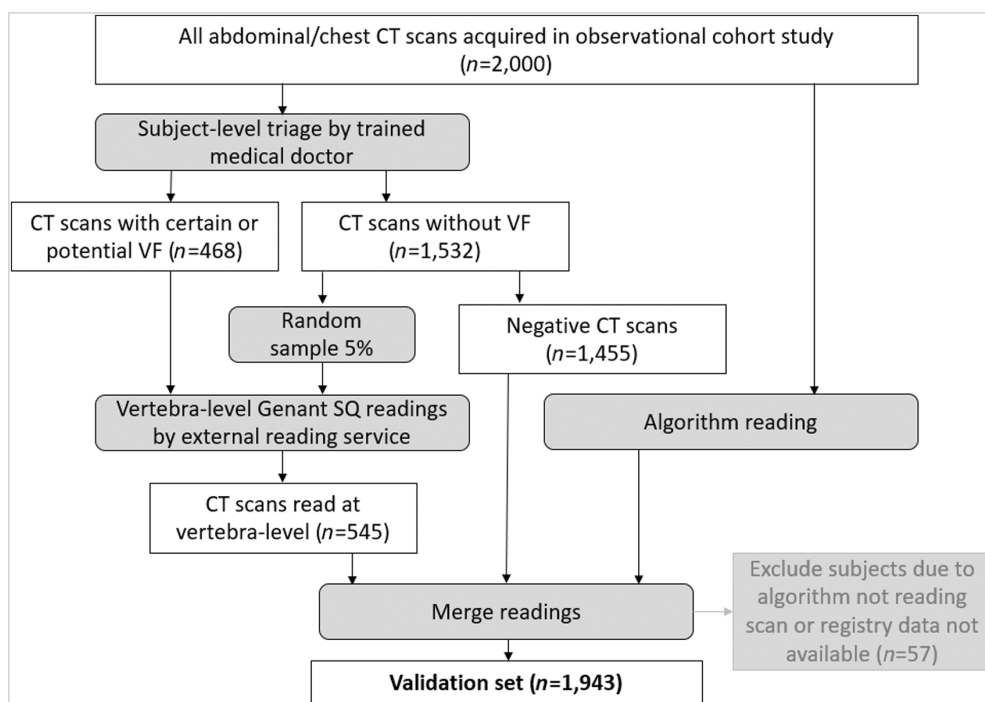 All abdominal/chest CT scans acquired in observational cohort study
(n=2,000)
Subject-level triage by trained
medical doctor
CT scans with certain or
potential VF (n=468)
CT scans without VF
(n=1,532)
Random
sample 5%
Negative CT scans
(n=1,455)
Vertebra-level Genant SQ readings
by external reading service
Algorithm reading
CT scans read at
vertebra-level (n=545)
Exclude subjects due to
algorithm not reading
scan or registry data not
available (n=57)
Merge readings
Validation set (n=1,943)